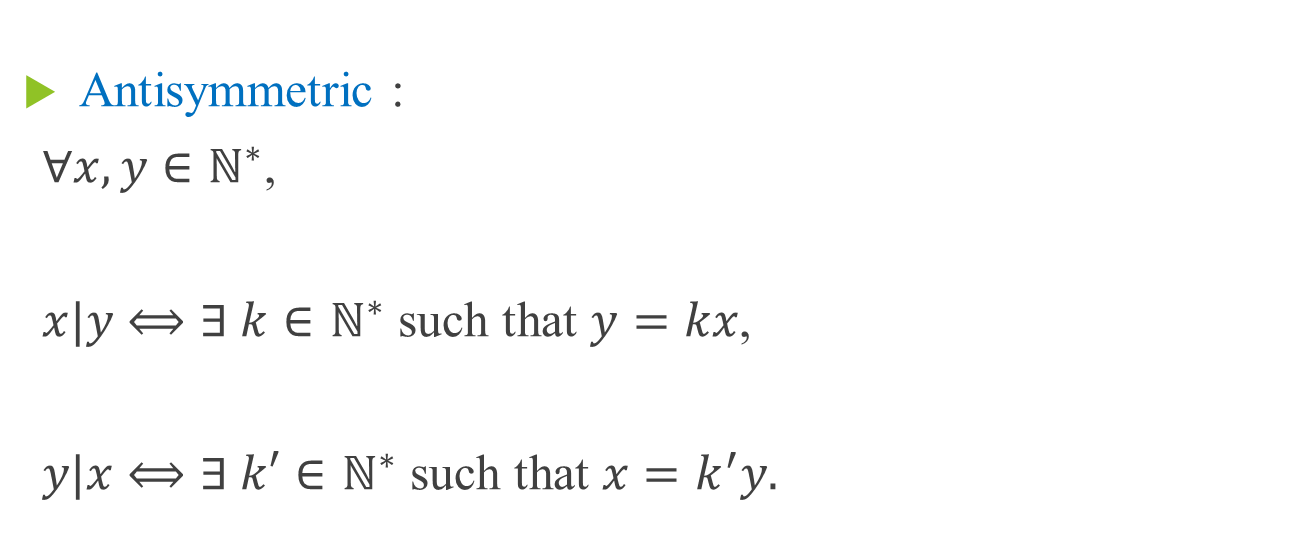 Antisymmetric :
∀𝑥, 𝑦 ∈ ℕ*,
𝑥|𝑦 ⟺ ∃ 𝑘 ∈ ℕ* such that 𝑦 = 𝑘𝑥,
𝑦|𝑥 ⟺ ∃ 𝑘′ ∈ ℕ* such that 𝑥 = 𝑘′𝑦.